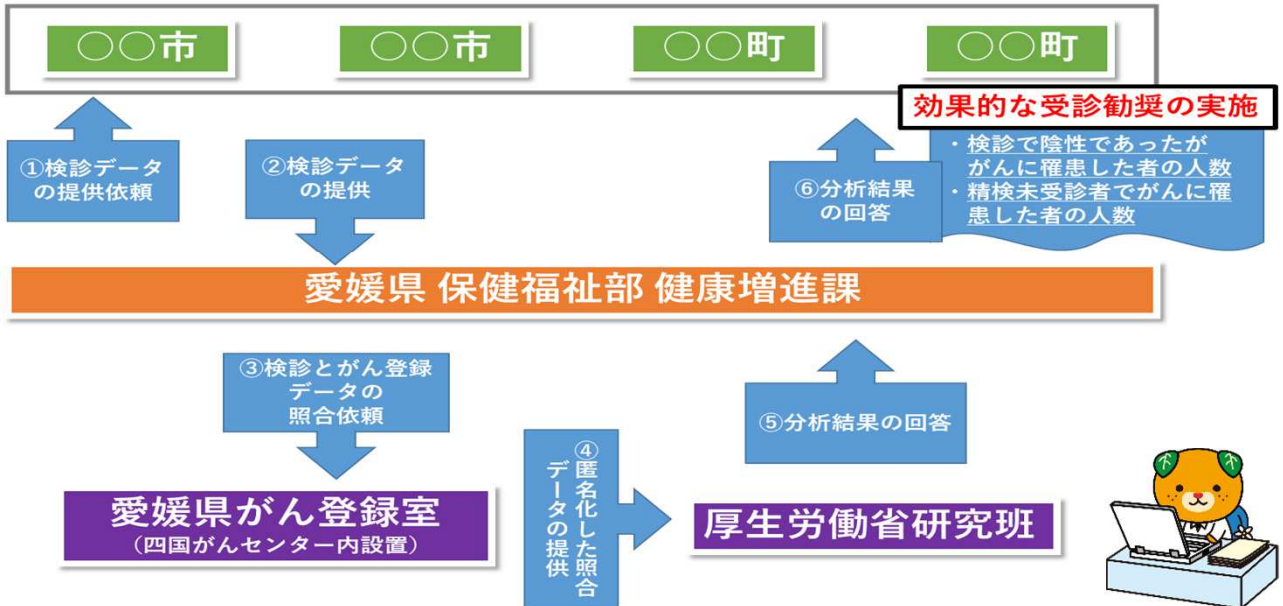 〇〇市
〇〇市
〇〇町
〇〇町
効果的な受診勧奨の実施
・検診で陰性であったが
がんに罹患した者の人数
・精検未受診者でがんに罹
患した者の人数
①検診データ
の提供依頼
②検診データ
の提供
⑥分析結果
の回答
愛媛県 保健福祉部 健康増進課
③検診とがん登録
データの
照合依頼
④匿名化した照合
データの提供
⑤分析結果の回答
愛媛県がん登録室
(四国がんセンター内設置)
厚生労働省研究班